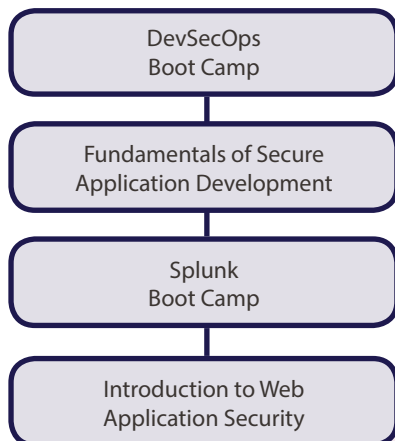 DevSecOps
Boot Camp
Fundamentals of Secure
Application Development
Splunk
Boot Camp
Introduction to Web
Application Security